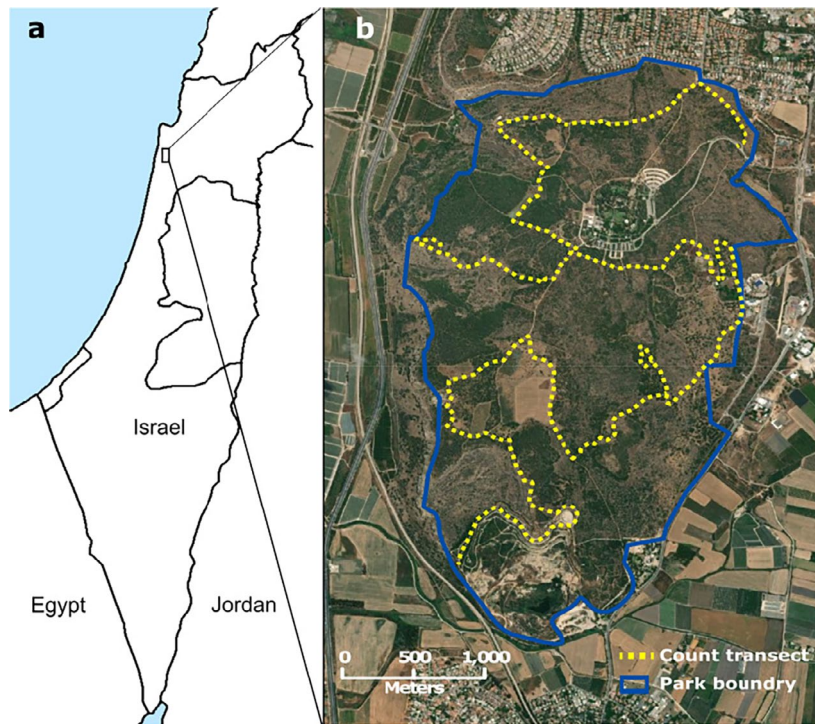 a
Israel
Egypt
Jordan
b
0 500 1,000
Meters
Count transect
Park boundry